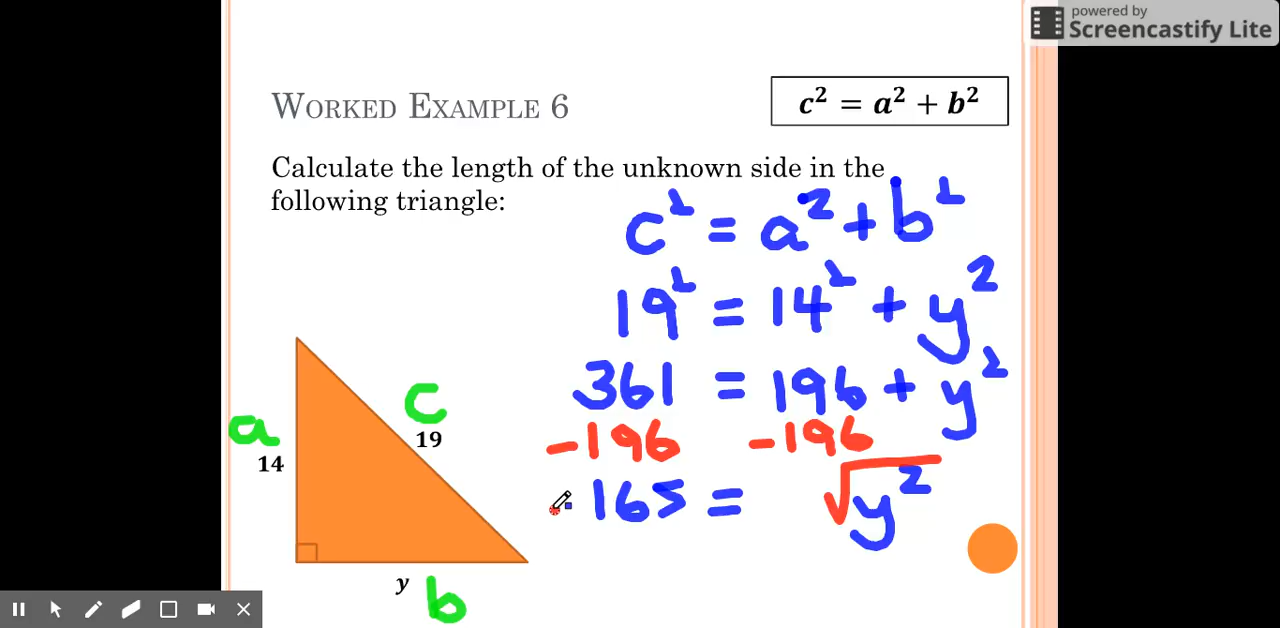 powered by
Screencastify Lite
WORKED EXAMPLE 6
c² = a² + b²
Calculate the length of the unknown side in the
following triangle:
c² = a² + b²
19² = 14² + y²
361 = 196 + y²
-196 -196
165 = √y²
a
14
c
19
y
b